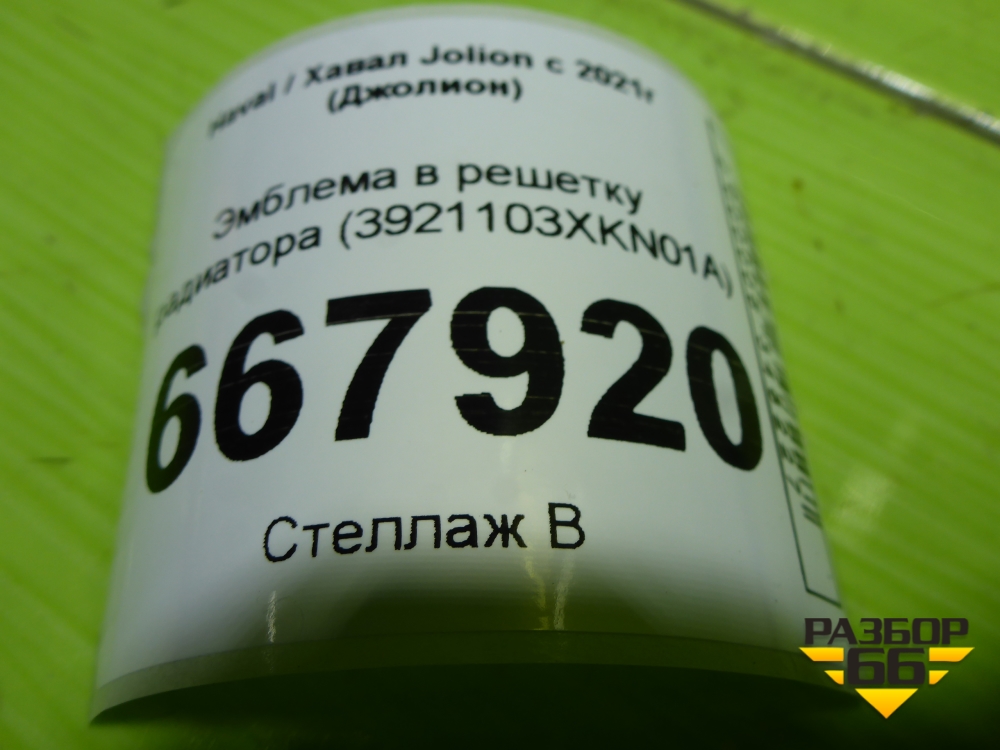 Haval / Хавал Jolion с 2021г
(Джолион)
Эмблема в решетку
радиатора (3921103XKN01A)
667920
Стеллаж В
РАЗБОР
66